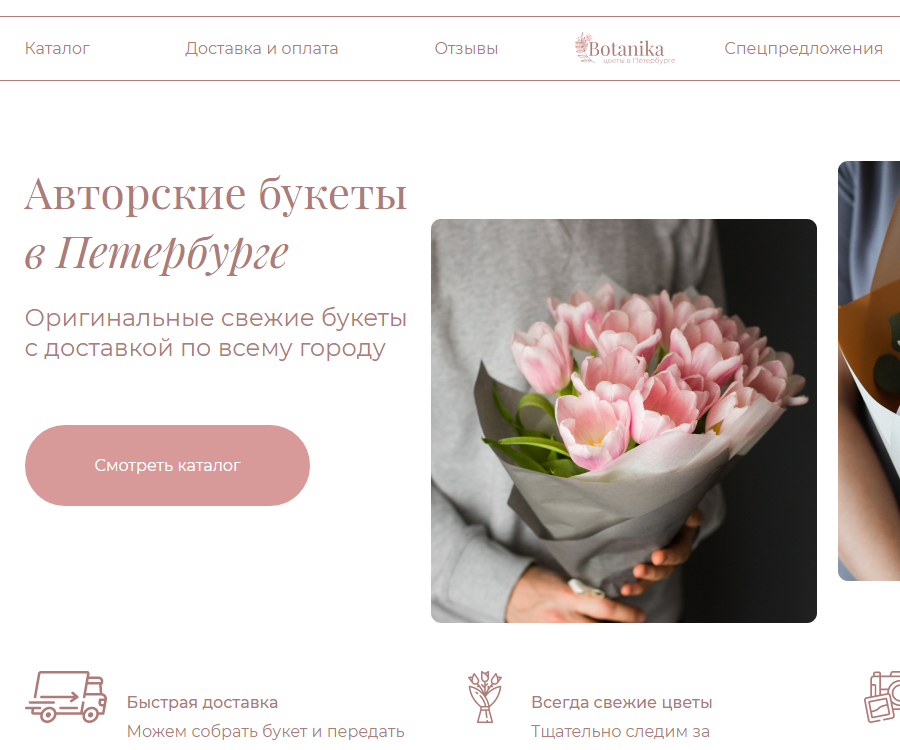 Каталог
Доставка и оплата
Отзывы
Botanika
цветы в Петербурге
Спецпредложения
Авторские букеты
в Петербурге
Оригинальные свежие букеты
с доставкой по всему городу
Смотреть каталог
Быстрая доставка
Можем собрать букет и передать
Всегда свежие цветы
Тщательно следим за